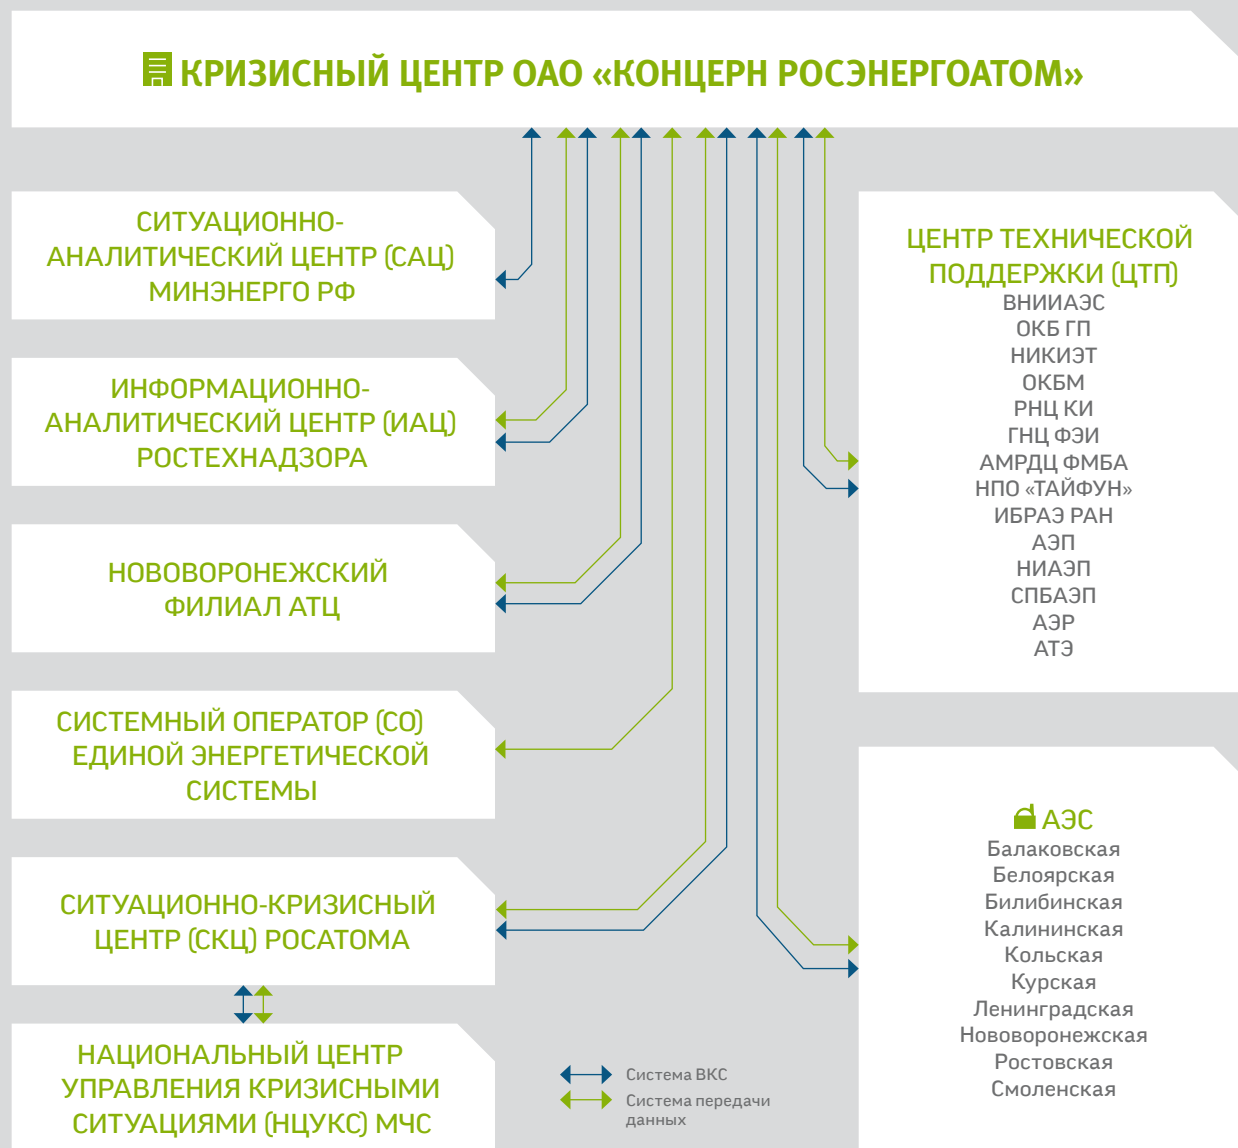 КРИЗИСНЫЙ ЦЕНТР ОАО «КОНЦЕРН РОСЭНЕРГОАТОМ»
СИТУАЦИОННО-
АНАЛИТИЧЕСКИЙ ЦЕНТР (САЦ)
МИНЭНЕРГО РФ
ИНФОРМАЦИОННО-
АНАЛИТИЧЕСКИЙ ЦЕНТР (ИАЦ)
РОСТЕХНАДЗОРА
НОВОВОРОНЕЖСКИЙ
ФИЛИАЛ АТЦ
СИСТЕМНЫЙ ОПЕРАТОР (СО)
ЕДИНОЙ ЭНЕРГЕТИЧЕСКОЙ
СИСТЕМЫ
СИТУАЦИОННО-КРИЗИСНЫЙ
ЦЕНТР (СКЦ) РОСАТОМА
НАЦИОНАЛЬНЫЙ ЦЕНТР
УПРАВЛЕНИЯ КРИЗИСНЫМИ
СИТУАЦИЯМИ (НЦУКС) МЧС
ЦЕНТР ТЕХНИЧЕСКОЙ
ПОДДЕРЖКИ (ЦТП)
ВНИИАЭС
ОКБ ГП
НИКИЭТ
ОКБМ
РНЦ КИ
ГНЦ ФЭИ
АМРДЦ ФМБА
НПО «ТАЙФУН»
ИБРАЭ РАН
АЭП
НИАЭП
СПБАЭП
АЭР
АТЭ
АЭС
Балаковская
Белоярская
Билибинская
Калининская
Кольская
Курская
Ленинградская
Нововоронежская
Ростовская
Смоленская
Система ВКС
Система передачи
данных